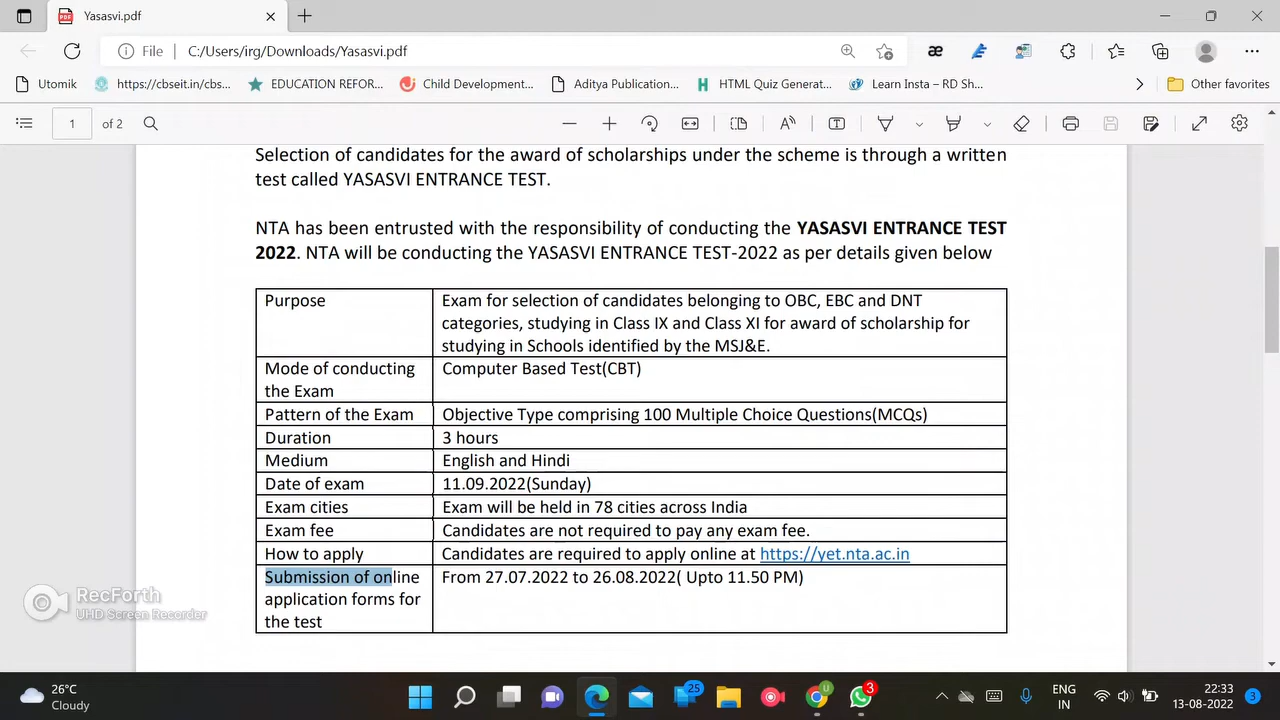 Yasasvi.pdf
File
C:/Users/irg/Downloads/Yasasvi.pdf
Utomik
https://cbseit.in/cbs...
EDUCATION REFOR...
Child Development...
Aditya Publication...
HTML Quiz Generat...
Learn Insta – RD Sh...
Other favorites
1 of 2
Selection of candidates for the award of scholarships under the scheme is through a written
test called YASASVI ENTRANCE TEST.
NTA has been entrusted with the responsibility of conducting the YASASVI ENTRANCE TEST
2022. NTA will be conducting the YASASVI ENTRANCE TEST-2022 as per details given below
Purpose
Exam for selection of candidates belonging to OBC, EBC and DNT
categories, studying in Class IX and Class XI for award of scholarship for
studying in Schools identified by the MSJ&E.
Mode of conducting
the Exam
Computer Based Test(CBT)
Pattern of the Exam
Objective Type comprising 100 Multiple Choice Questions(MCQs)
Duration
3 hours
Medium
English and Hindi
Date of exam
11.09.2022(Sunday)
Exam cities
Exam will be held in 78 cities across India
Exam fee
Candidates are not required to pay any exam fee.
How to apply
Candidates are required to apply online at https://yet.nta.ac.in
Submission of online
application forms for
the test
From 27.07.2022 to 26.08.2022( Upto 11.50 PM)
RecForth
UHD Screen Recorder
26°C
Cloudy
25
U
3
ENG
IN
22:33
13-08-2022
3